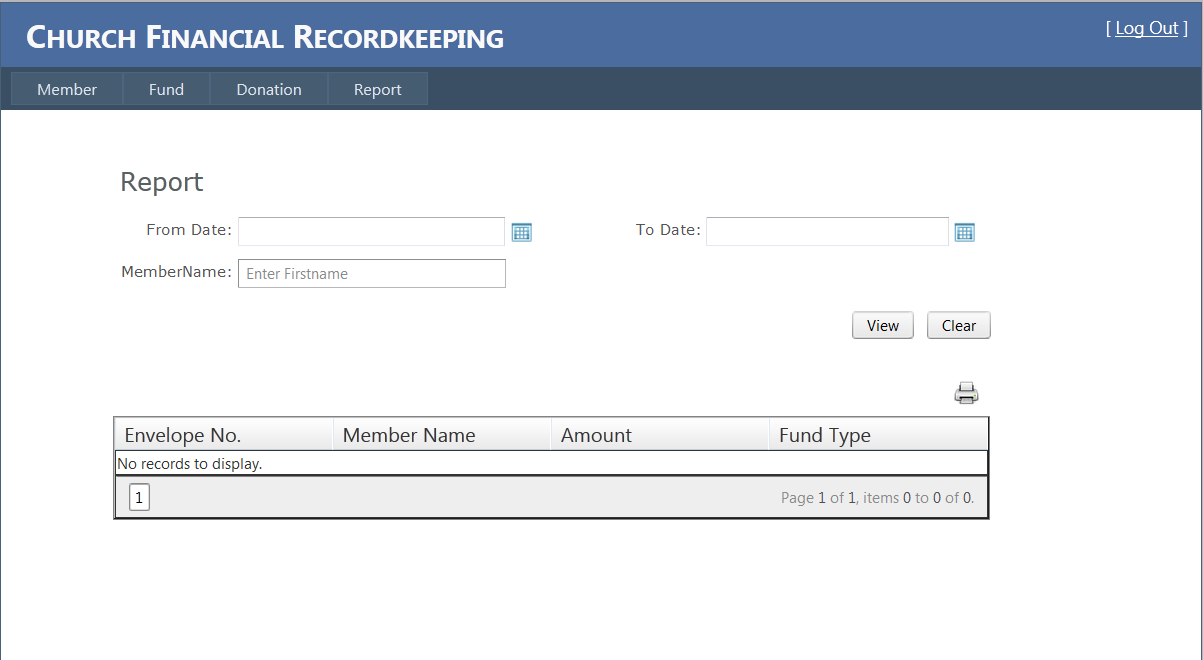 CHURCH FINANCIAL RECORDKEEPING
[ Log Out ]
Member Fund Donation Report
Report
From Date: To Date:
MemberName: Enter Firstname
View Clear
Envelope No. Member Name Amount Fund Type
No records to display.
1 Page 1 of 1, items 0 to 0 of 0.